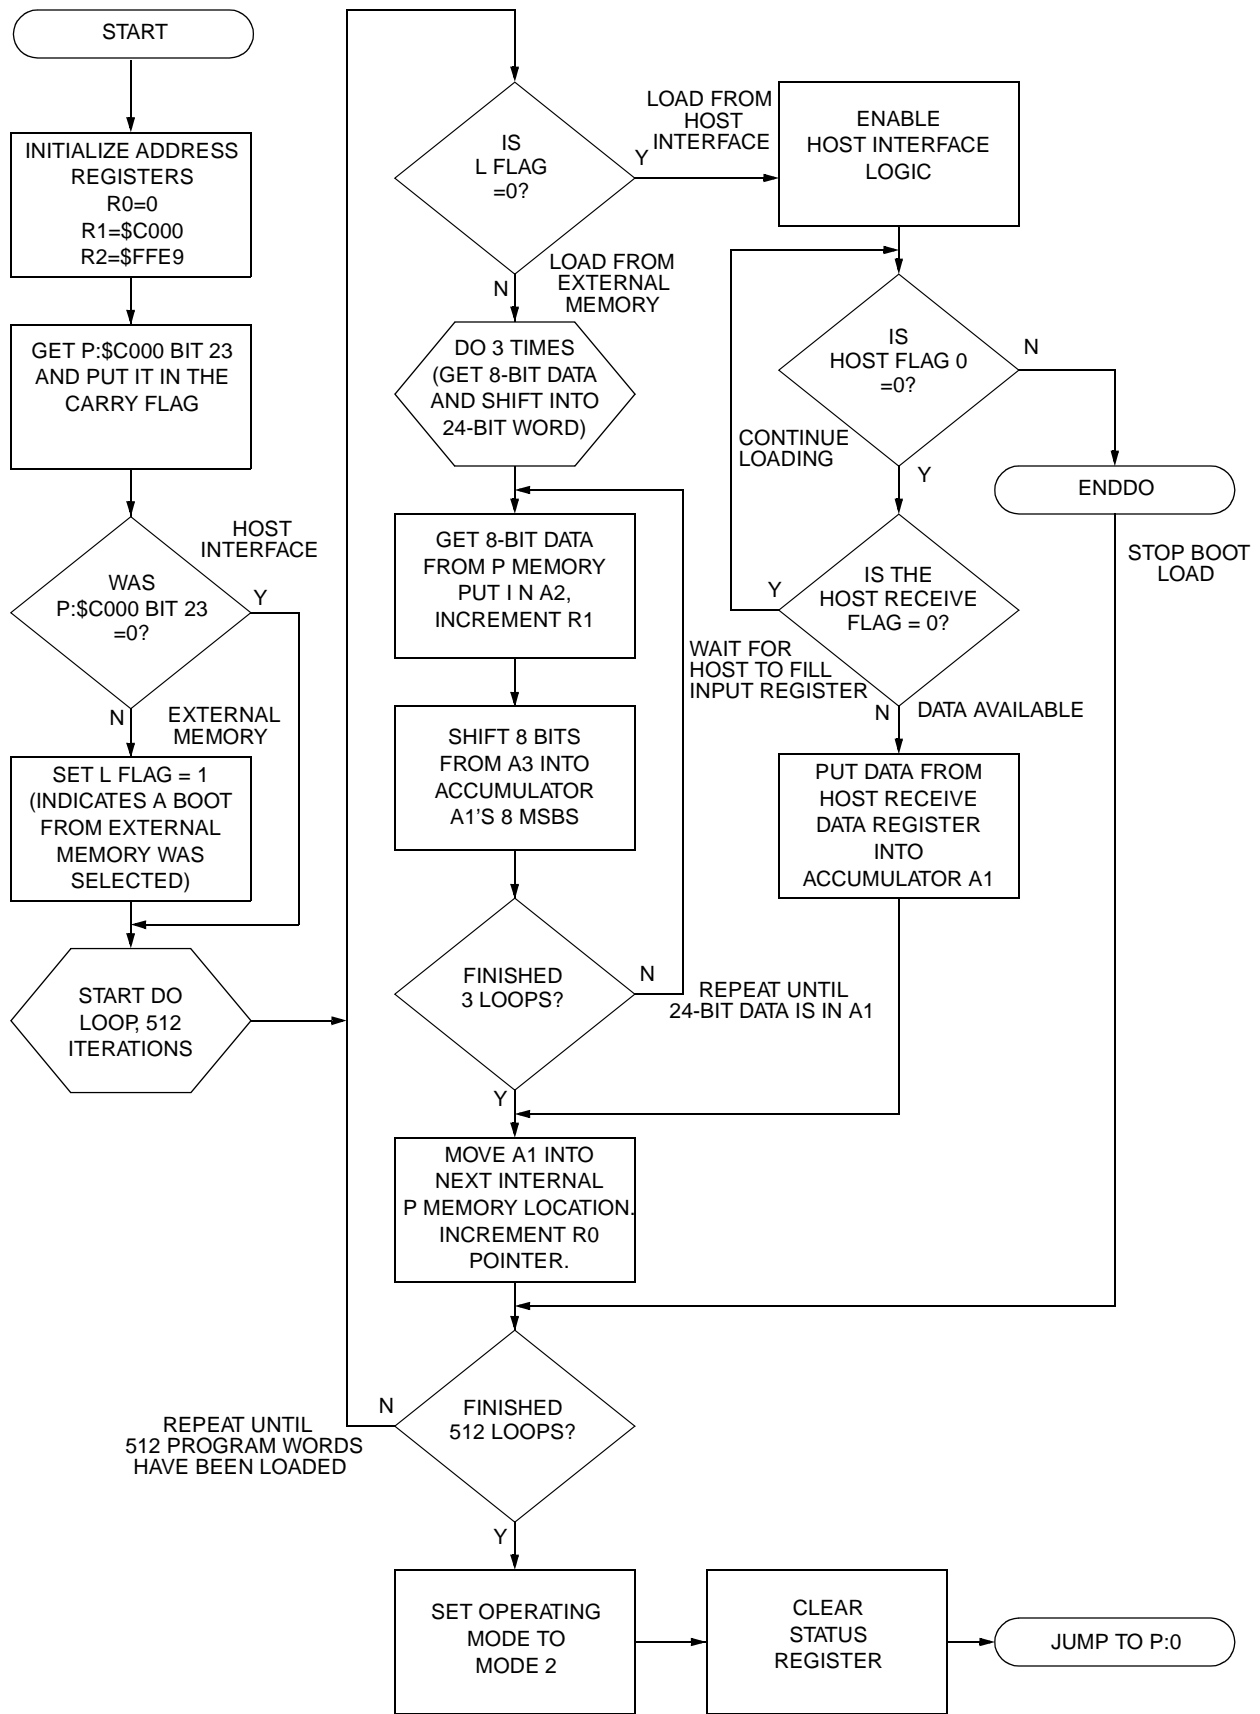 START
INITIALIZE ADDRESS
REGISTERS
R0=0
R1=$C000
R2=$FFE9
GET P:$C000 BIT 23
AND PUT IT IN THE
CARRY FLAG
HOST
INTERFACE
WAS
P:$C000 BIT 23
=0?
Y
N
EXTERNAL
MEMORY
SET L FLAG = 1
(INDICATES A BOOT
FROM EXTERNAL
MEMORY WAS
SELECTED)
START DO
LOOP, 512
ITERATIONS
IS
L FLAG
=0?
Y
LOAD FROM
HOST
INTERFACE
N
LOAD FROM
EXTERNAL
MEMORY
DO 3 TIMES
(GET 8-BIT DATA
AND SHIFT INTO
24-BIT WORD)
GET 8-BIT DATA
FROM P MEMORY
PUT I N A2,
INCREMENT R1
SHIFT 8 BITS
FROM A3 INTO
ACCUMULATOR
A1'S 8 MSBS
FINISHED
3 LOOPS?
N
REPEAT UNTIL
24-BIT DATA IS IN A1
Y
MOVE A1 INTO
NEXT INTERNAL
P MEMORY LOCATION.
INCREMENT R0
POINTER.
ENABLE
HOST INTERFACE
LOGIC
IS
HOST FLAG 0
=0?
N
CONTINUE
LOADING
Y
ENDDO
STOP BOOT
LOAD
IS THE
HOST RECEIVE
FLAG = 0?
Y
WAIT FOR
HOST TO FILL
INPUT REGISTER
N
DATA AVAILABLE
PUT DATA FROM
HOST RECEIVE
DATA REGISTER
INTO
ACCUMULATOR A1
FINISHED
512 LOOPS?
N
REPEAT UNTIL
512 PROGRAM WORDS
HAVE BEEN LOADED
Y
SET OPERATING
MODE TO
MODE 2
CLEAR
STATUS
REGISTER
JUMP TO P:0